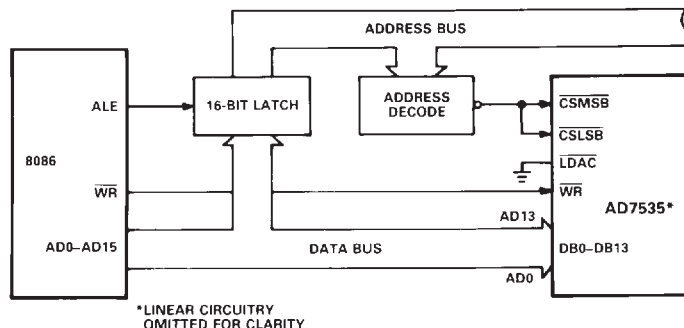 ADDRESS BUS
ALE
16-BIT LATCH
ADDRESS
DECODE
CSMSB
CSLSB
8086
LDAC
WR
WR
AD7535*
AD13
AD0–AD15
DATA BUS
DB0–DB13
AD0
*LINEAR CIRCUITRY
OMITTED FOR CLARITY